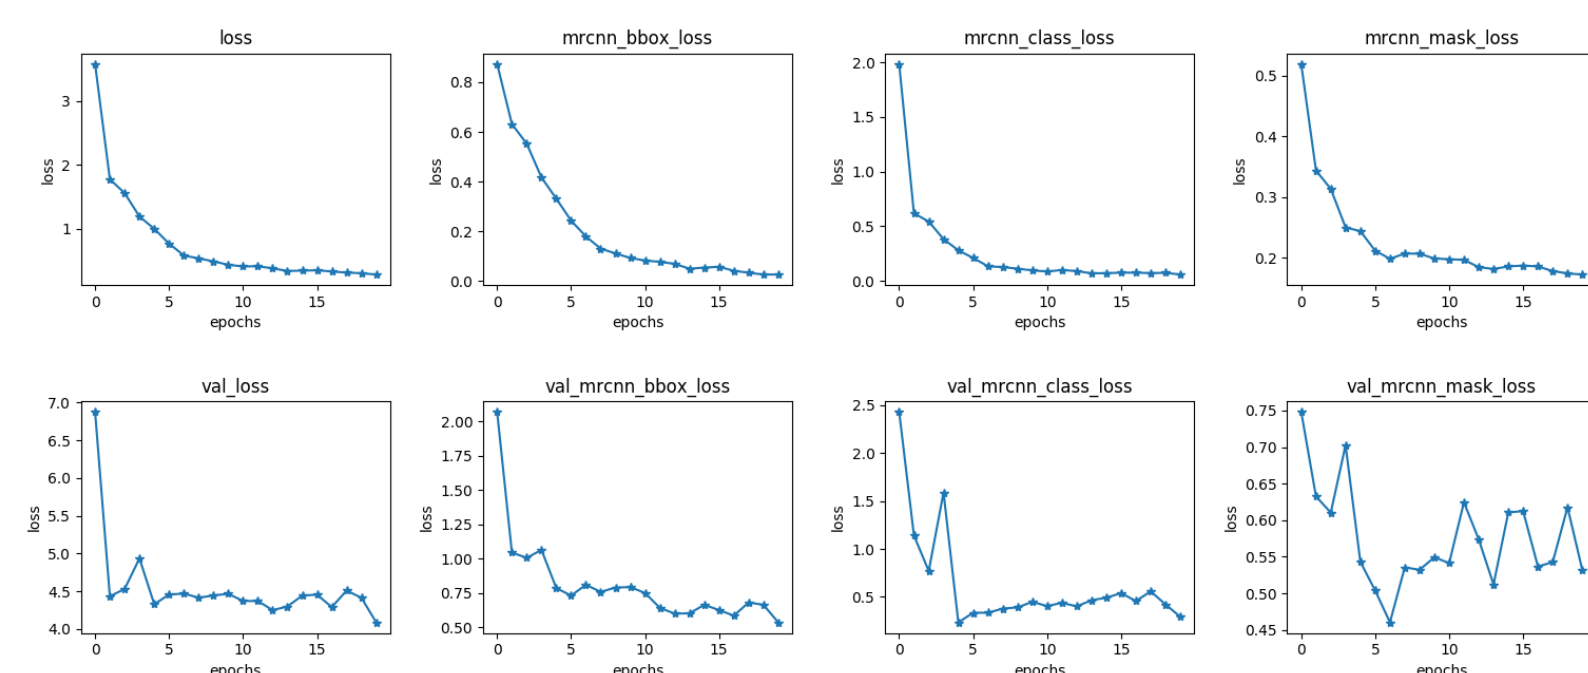 loss mrcnn_bbox_loss mrcnn_class_loss mrcnn_mask_loss
3
2
1
loss
0 5 10 15
epochs
0.8
0.6
0.4
0.2
0.0
loss
0 5 10 15
epochs
2.0
1.5
1.0
0.5
0.0
loss
0 5 10 15
epochs
0.5
0.4
0.3
0.2
loss
0 5 10 15
epochs
val_loss val_mrcnn_bbox_loss val_mrcnn_class_loss val_mrcnn_mask_loss
7.0
6.5
6.0
5.5
5.0
4.5
4.0
loss
0 5 10 15
epochs
2.00
1.75
1.50
1.25
1.00
0.75
0.50
loss
0 5 10 15
epochs
2.5
2.0
1.5
1.0
0.5
loss
0 5 10 15
epochs
0.75
0.70
0.65
0.60
0.55
0.50
0.45
loss
0 5 10 15
epochs